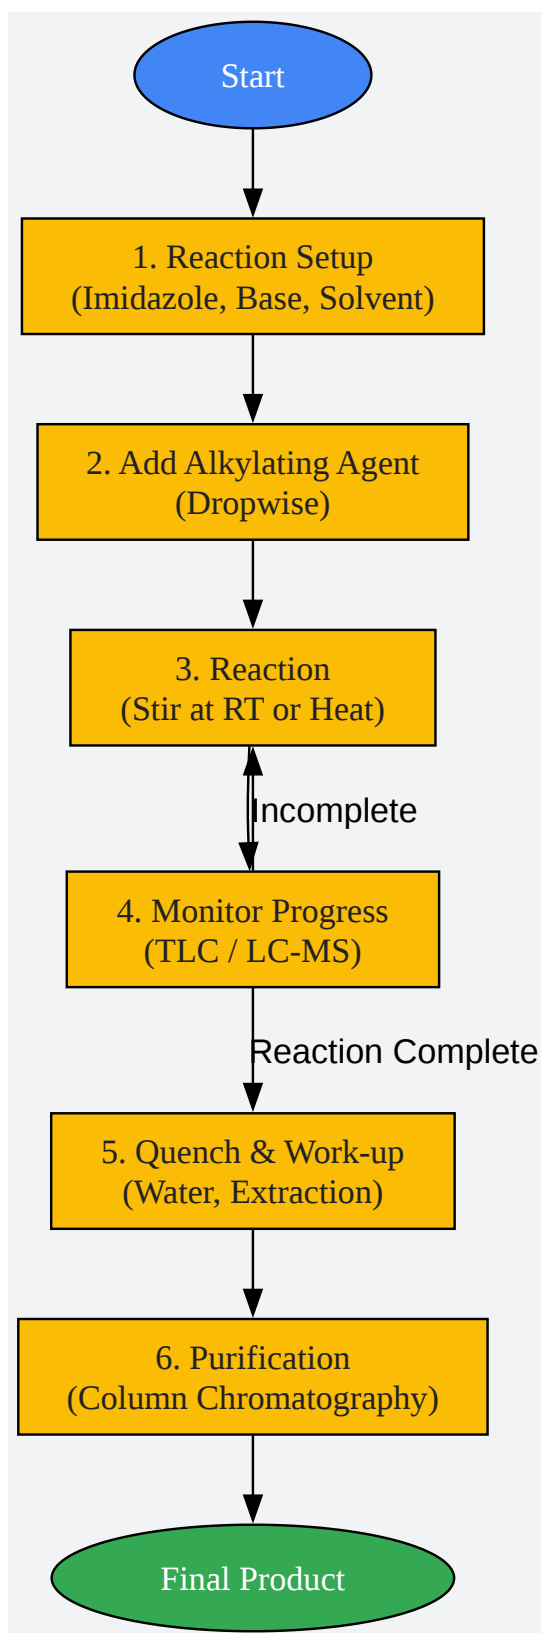 Start
1. Reaction Setup
(Imidazole, Base, Solvent)
2. Add Alkylating Agent
(Dropwise)
3. Reaction
(Stir at RT or Heat)
Incomplete
4. Monitor Progress
(TLC / LC-MS)
Reaction Complete
5. Quench & Work-up
(Water, Extraction)
6. Purification
(Column Chromatography)
Final Product